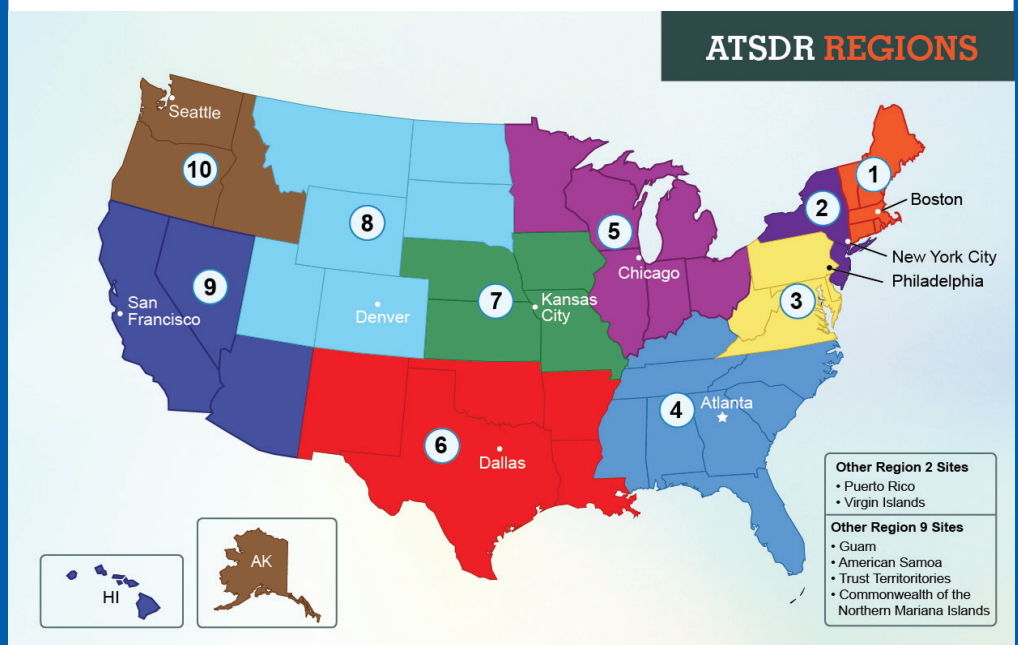 ATSDR REGIONS
Seattle
10
1
8
2
Boston
5
New York City
Chicago
Philadelphia
9
7
3
San
Francisco
Kansas
City
Denver
4
Atlanta
6
Dallas
Other Region 2 Sites
• Puerto Rico
• Virgin Islands
Other Region 9 Sites
• Guam
• American Samoa
• Trust Territoritories
• Commonwealth of the
Northern Mariana Islands
HI
AK